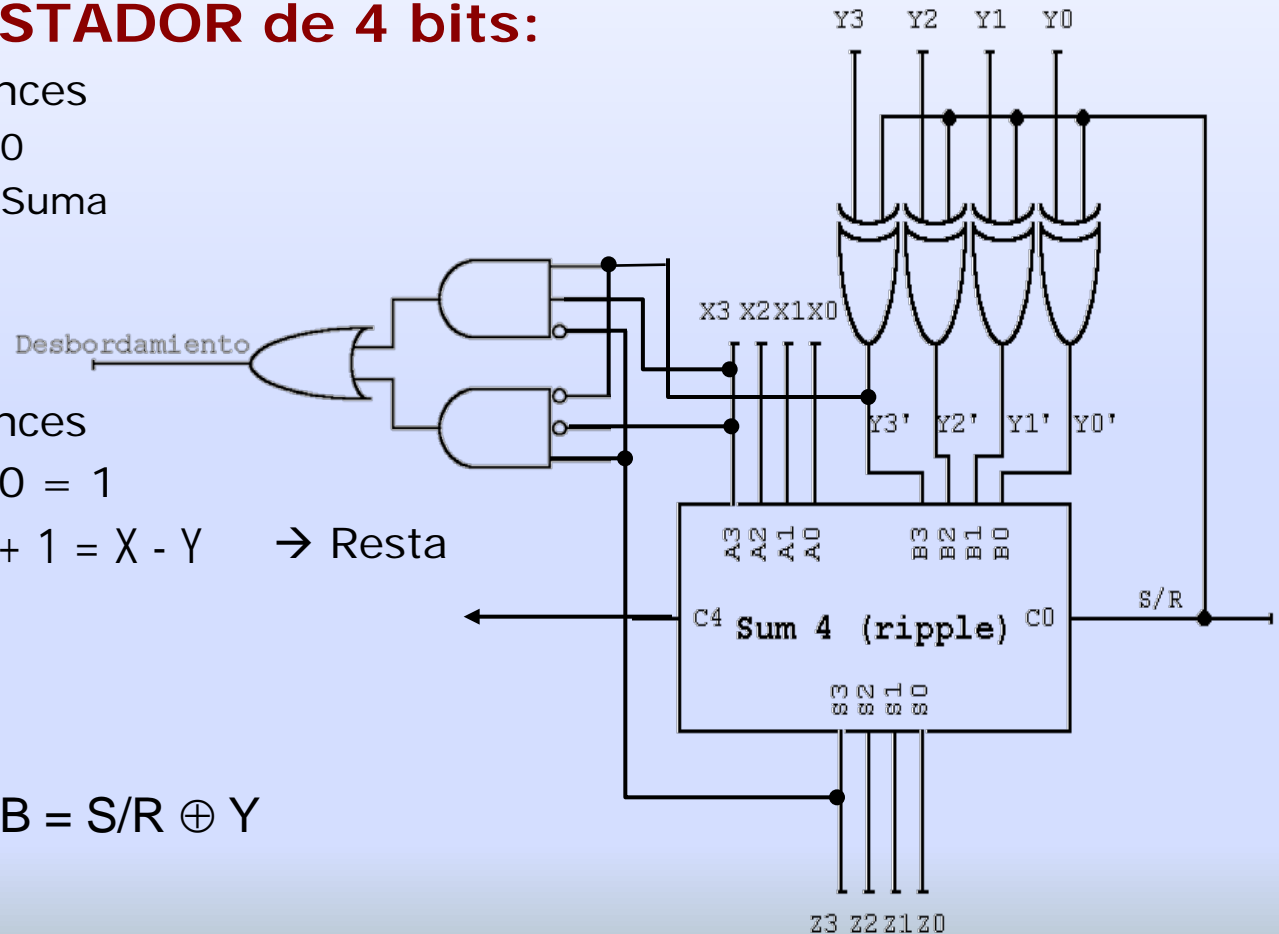 STADOR de 4 bits:
nces
0
Suma
nces
0 = 1
+ 1 = X - Y → Resta
B = S/R ⊕ Y
Y3 Y2 Y1 Y0
X3 X2 X1 X0
Desbordamiento
Y3' Y2' Y1' Y0'
A3 A2 A1 A0 B3 B2 B1 B0
C4 Sum 4 (ripple) C0
S/R
S3 S2 S1 S0
Z3 Z2 Z1 Z0